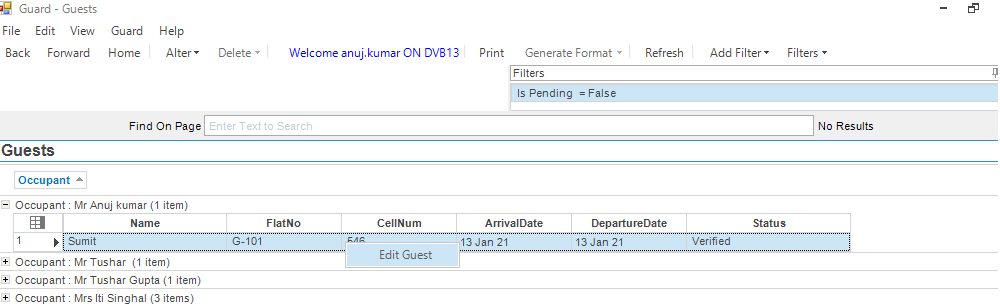 Guard - Guests
File Edit View Guard Help
Back Forward Home Alter Delete Welcome anuj.kumar ON DVB13 Print Generate Format Refresh Add Filter Filters
Filters
Is Pending = False
Find On Page Enter Text to Search No Results
Guests
Occupant
Occupant : Mr Anuj kumar (1 item)
Name FlatNo CellNum ArrivalDate DepartureDate Status
1 Sumit G-101 546 13 Jan 21 13 Jan 21 Verified
Edit Guest
Occupant : Mr Tushar (1 item)
Occupant : Mr Tushar Gupta (1 item)
Occupant : Mrs Iti Singhal (3 items)